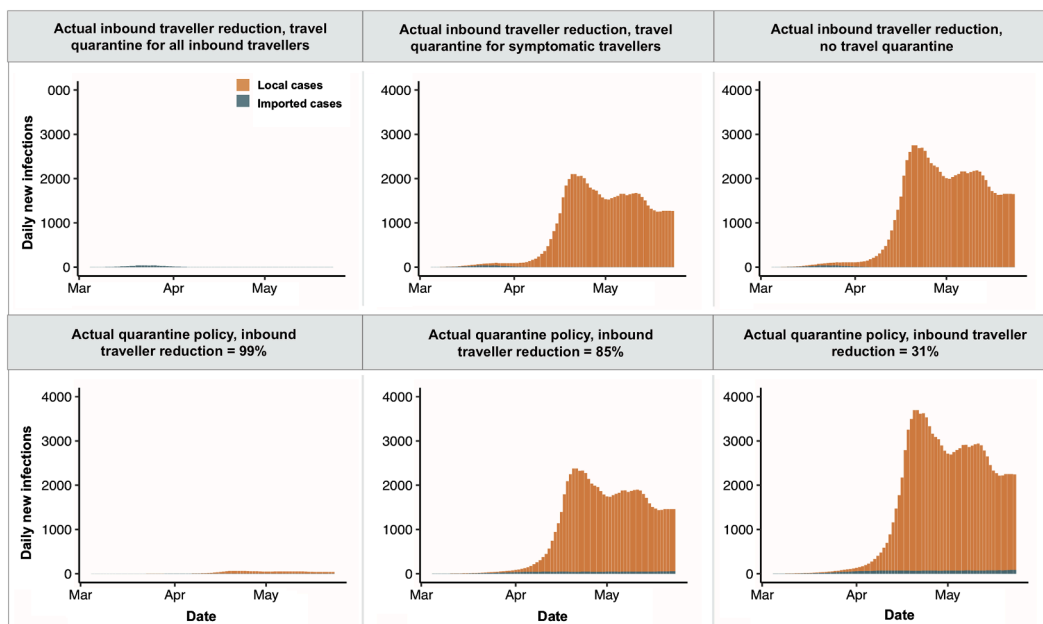 Actual inbound traveller reduction, travel
quarantine for all inbound travellers
Actual inbound traveller reduction, travel
quarantine for symptomatic travellers
Actual inbound traveller reduction,
no travel quarantine
Daily new infections
000
3000
2000
1000
0
Mar
Apr
May
Local cases
Imported cases
4000
3000
2000
1000
0
Mar
Apr
May
4000
3000
2000
1000
0
Mar
Apr
May
Actual quarantine policy, inbound
traveller reduction = 99%
Actual quarantine policy, inbound
traveller reduction = 85%
Actual quarantine policy, inbound traveller
reduction = 31%
Daily new infections
4000
3000
2000
1000
0
Mar
Apr
May
Date
4000
3000
2000
1000
0
Mar
Apr
May
Date
4000
3000
2000
1000
0
Mar
Apr
May
Date